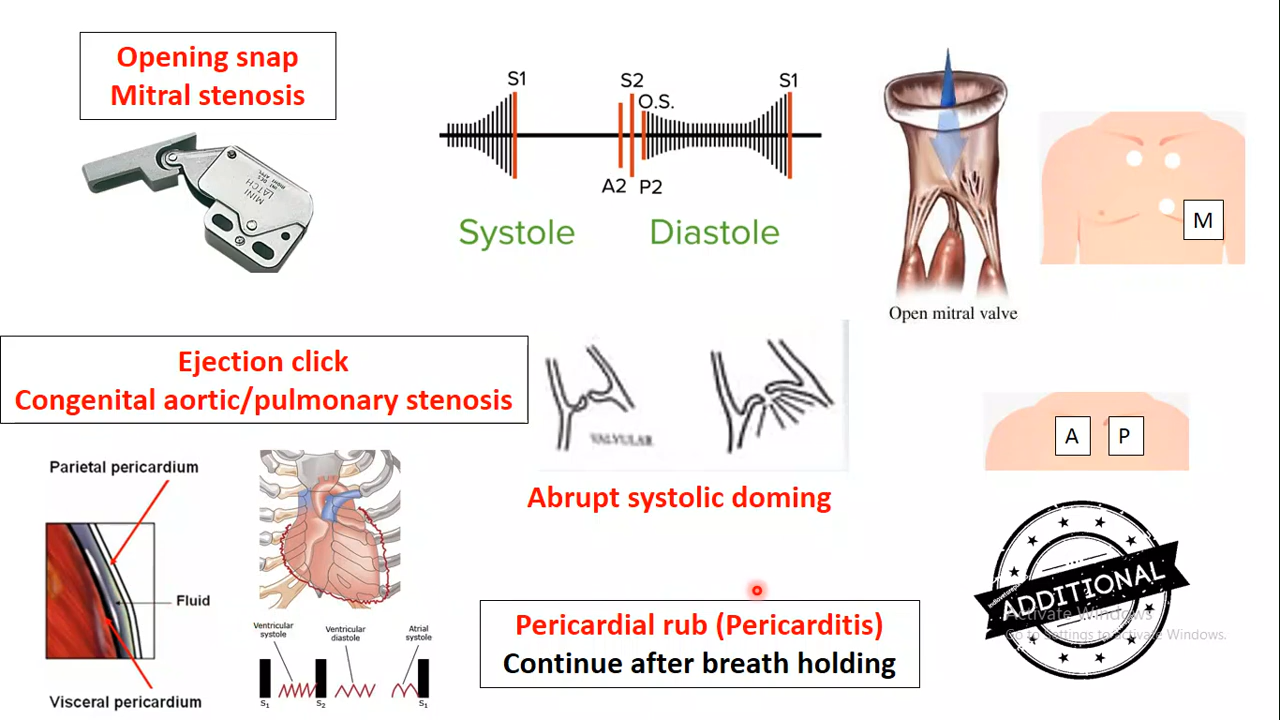 Opening snap
Mitral stenosis
MINI
LATCH
S1
S2
O.S.
S1
A2
P2
Systole
Diastole
Open mitral valve
M
Ejection click
Congenital aortic/pulmonary stenosis
VALVULAR
Abrupt systolic doming
A
P
Parietal pericardium
Fluid
Visceral pericardium
Ventricular
systole
Ventricular
diastole
Atrial
systole
S1
S2
S1
Pericardial rub (Pericarditis)
Continue after breath holding
ADDITIONAL
Activate Windows
Go to Settings to activate Windows.